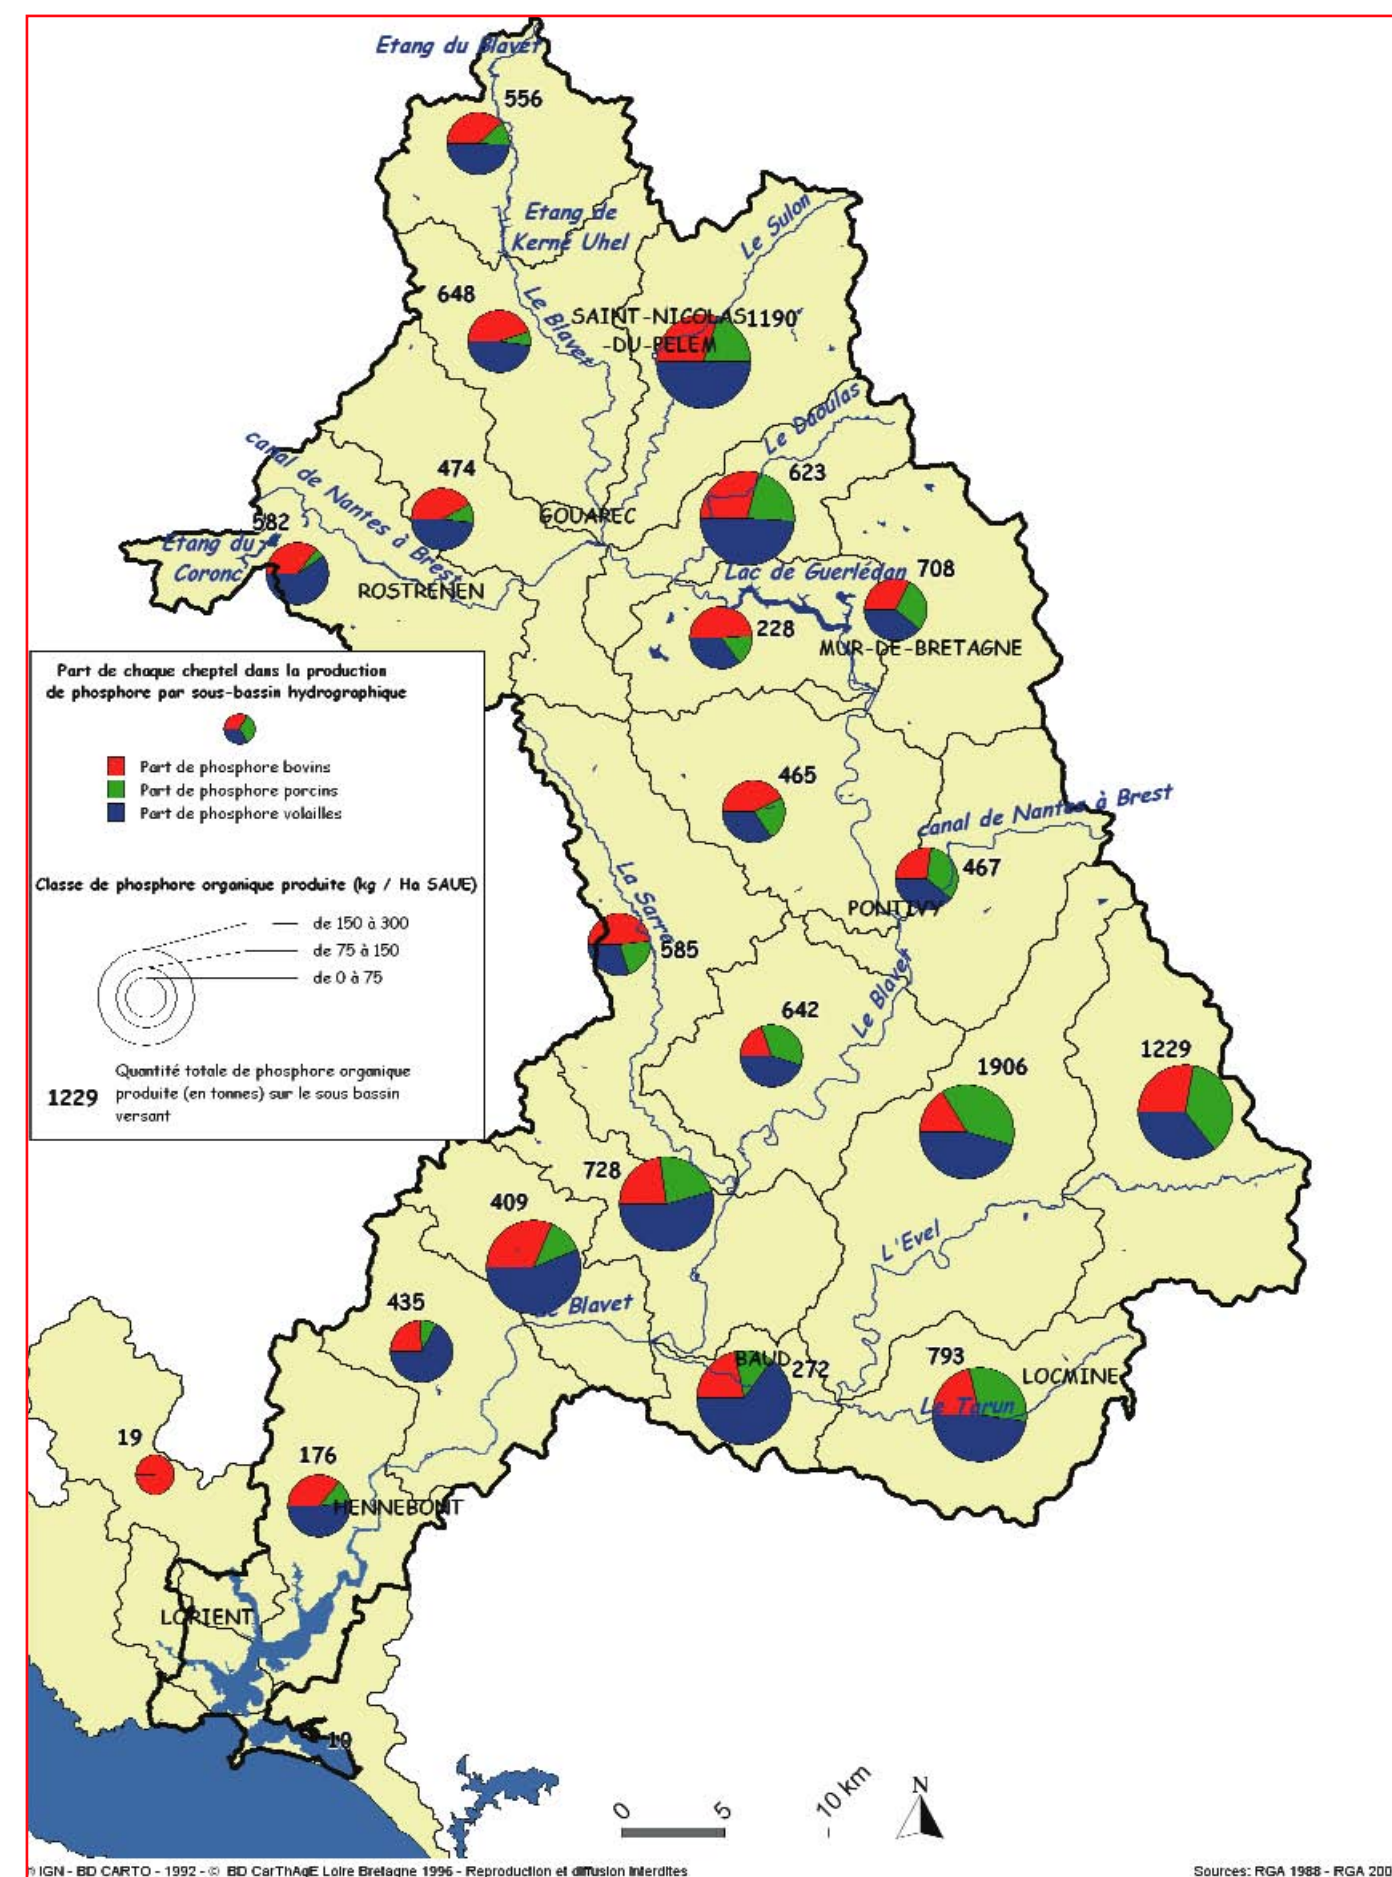 Etang du Blavet
556
Etang de
Kerné Uhel
Le Sulon
648
Le Blavet
SAINT-NICOLAS
-DU-PELEM
1190
Le Daoulas
canal de Nantes à Brest
474
623
GOUAREC
582
Etang du
Coronc
ROSTRENEN
Lac de Guerlédan
708
228
MUR-DE-BRETAGNE
Part de chaque cheptel dans la production
de phosphore par sous-bassin hydrographique
Part de phosphore bovins
Part de phosphore porcins
Part de phosphore volailles
Classe de phosphore organique produite (kg / Ha SAUE)
de 150 à 300
de 75 à 150
de 0 à 75
1229
Quantité totale de phosphore organique
produite (en tonnes) sur le sous bassin
versant
465
canal de Nantes à Brest
467
PONTIVY
La Sarre
585
Le Blavet
642
1906
1229
728
409
L'Evel
435
Le Blavet
BAUD
272
793
LOCMINE
Le Tarun
19
176
HENNEBONT
LORIENT
10
0
5
10 km
N
© IGN - BD CARTO - 1992 - © BD CarThAgE Loire Bretagne 1996 - Reproduction et diffusion interdites
Sources: RGA 1988 - RGA 200